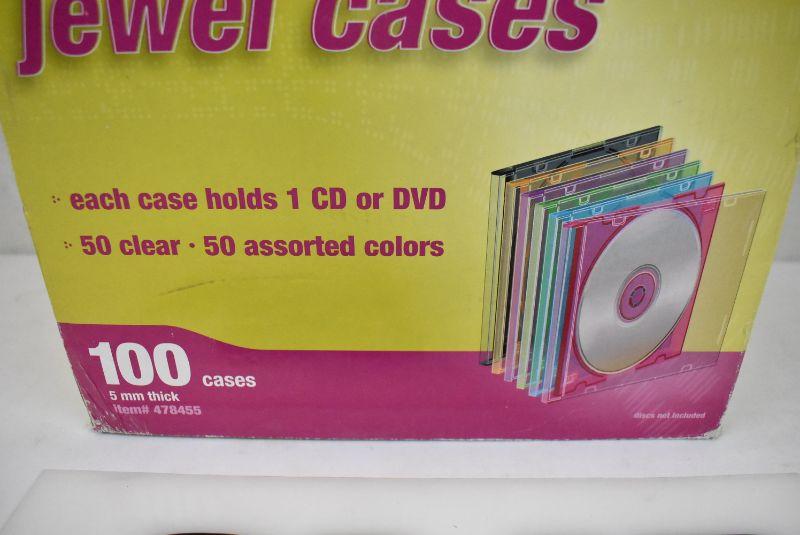 jewel cases
each case holds 1 CD or DVD
50 clear · 50 assorted colors
100 cases
5 mm thick
item# 478455
discs not included